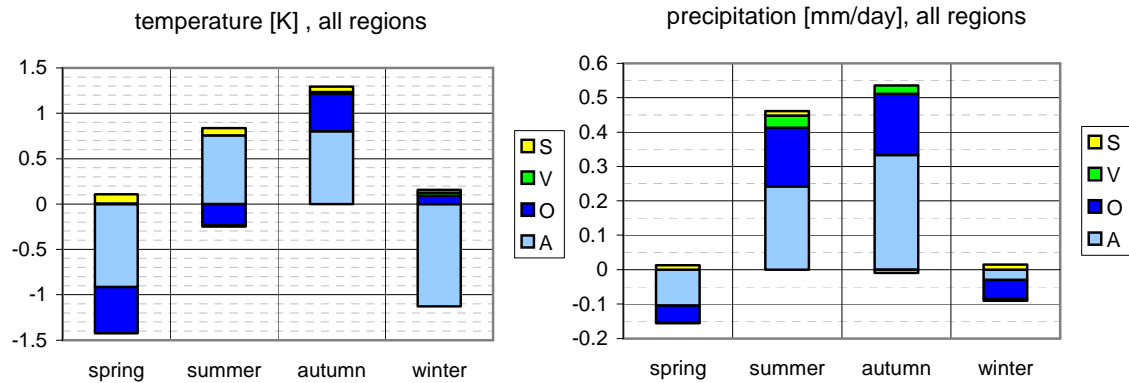 temperature [K] , all regions
1.5
1
0.5
0
-0.5
-1
-1.5
spring summer autumn winter
S
V
O
A
precipitation [mm/day], all regions
0.6
0.5
0.4
0.3
0.2
0.1
0
-0.1
-0.2
spring summer autumn winter
S
V
O
A